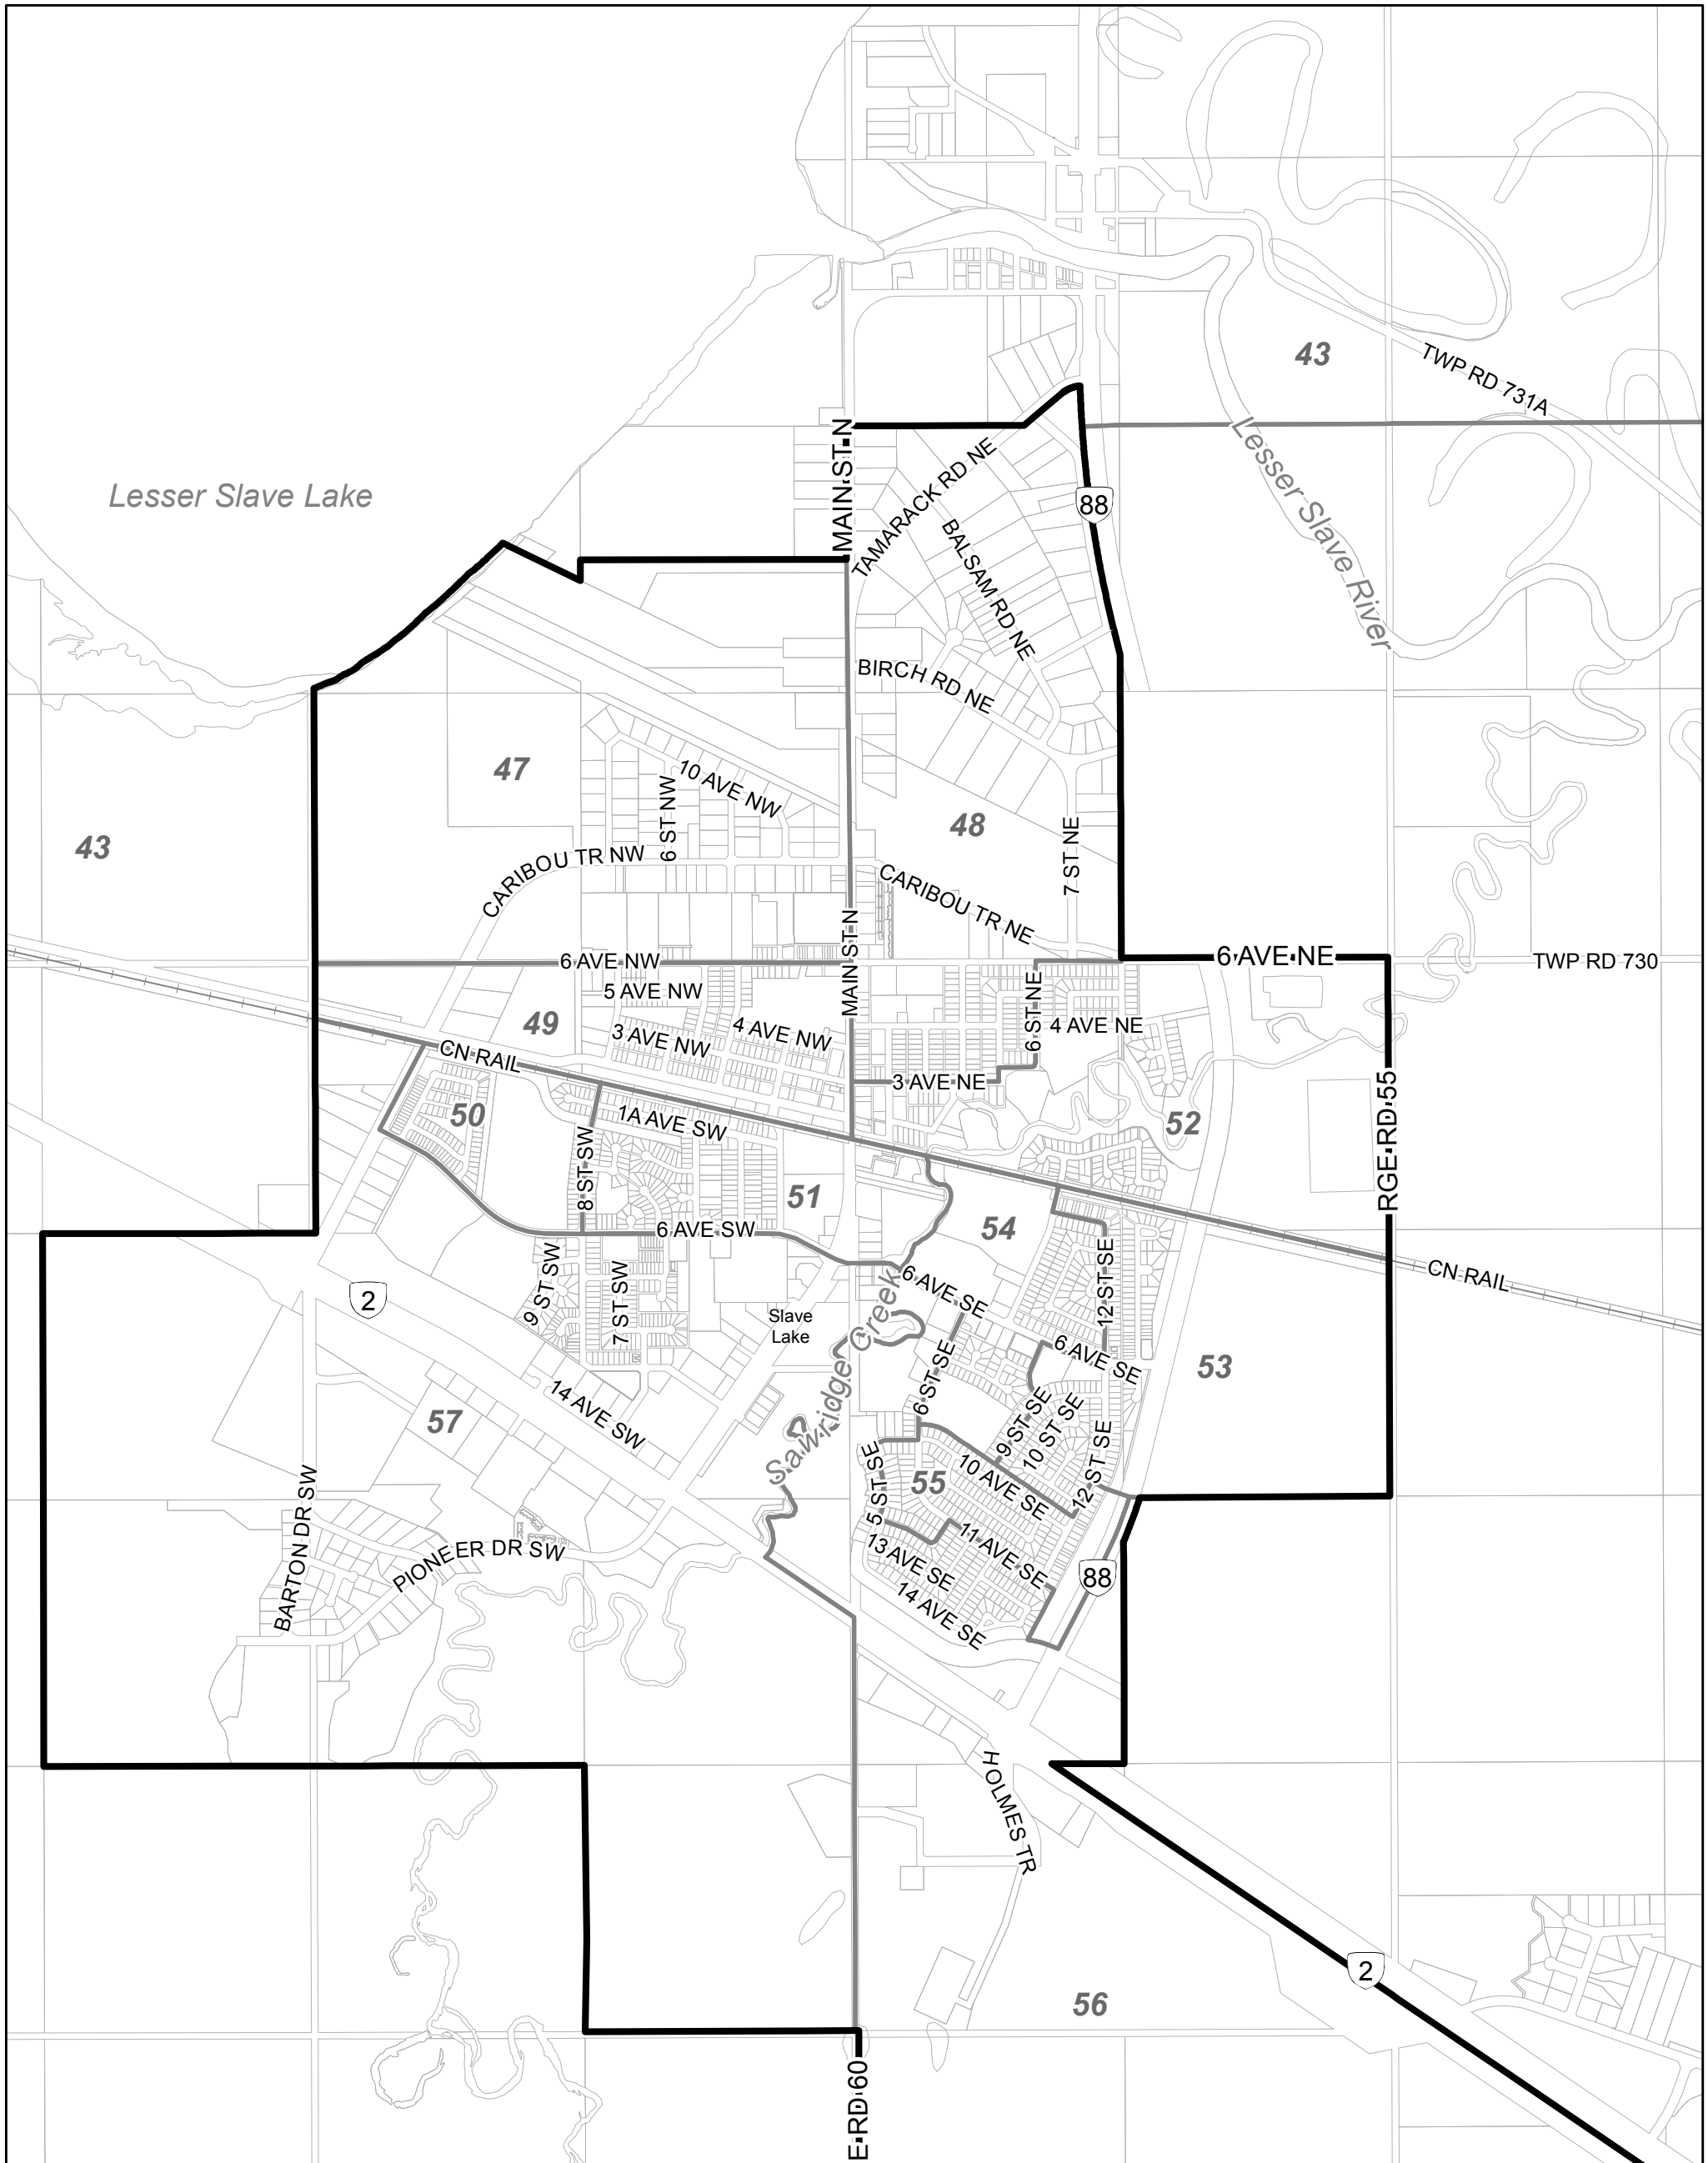 43
TWP RD 731A
MAIN ST N
TAMARACK RD NE
Lesser Slave River
Lesser Slave Lake
88
BALSAM RD NE
BIRCH RD NE
47
10 AVE NW
6 ST NW
48
7 ST NE
43
CARIBOU TR NW
CARIBOU TR NE
MAIN ST N
6 AVE NW
6 AVE NE
TWP RD 730
5 AVE NW
49
3 AVE NW
4 AVE NW
6 ST NE
4 AVE NE
CN RAIL
3 AVE NE
RGE RD 55
50
1A AVE SW
52
8 ST SW
51
6 AVE SW
54
12 ST SE
CN RAIL
9 ST SW
7 ST SW
2
Slave
Lake
Sawridge Creek
6 AVE SE
6 ST SE
6 AVE SE
53
14 AVE SW
57
9 ST SE
10 ST SE
12 ST SE
5 ST SE
55
10 AVE SE
BARTON DR SW
PIONEER DR SW
13 AVE SE
11 AVE SE
88
14 AVE SE
HOLMES TR
2
56
E RD 60